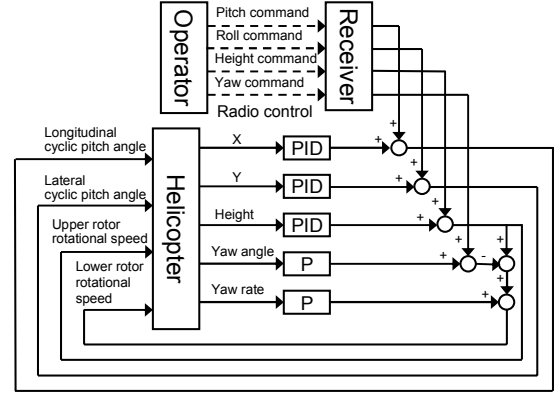 Operator
Pitch command
Roll command
Height command
Yaw command
Radio control
Receiver
Longitudinal
cyclic pitch angle
Lateral
cyclic pitch angle
Upper rotor
rotational speed
Lower rotor
rotational
speed
Helicopter
X
PID
+
+
Y
PID
+
+
Height
PID
+
+
Yaw angle
P
+
+
-
+
Yaw rate
P
+
+